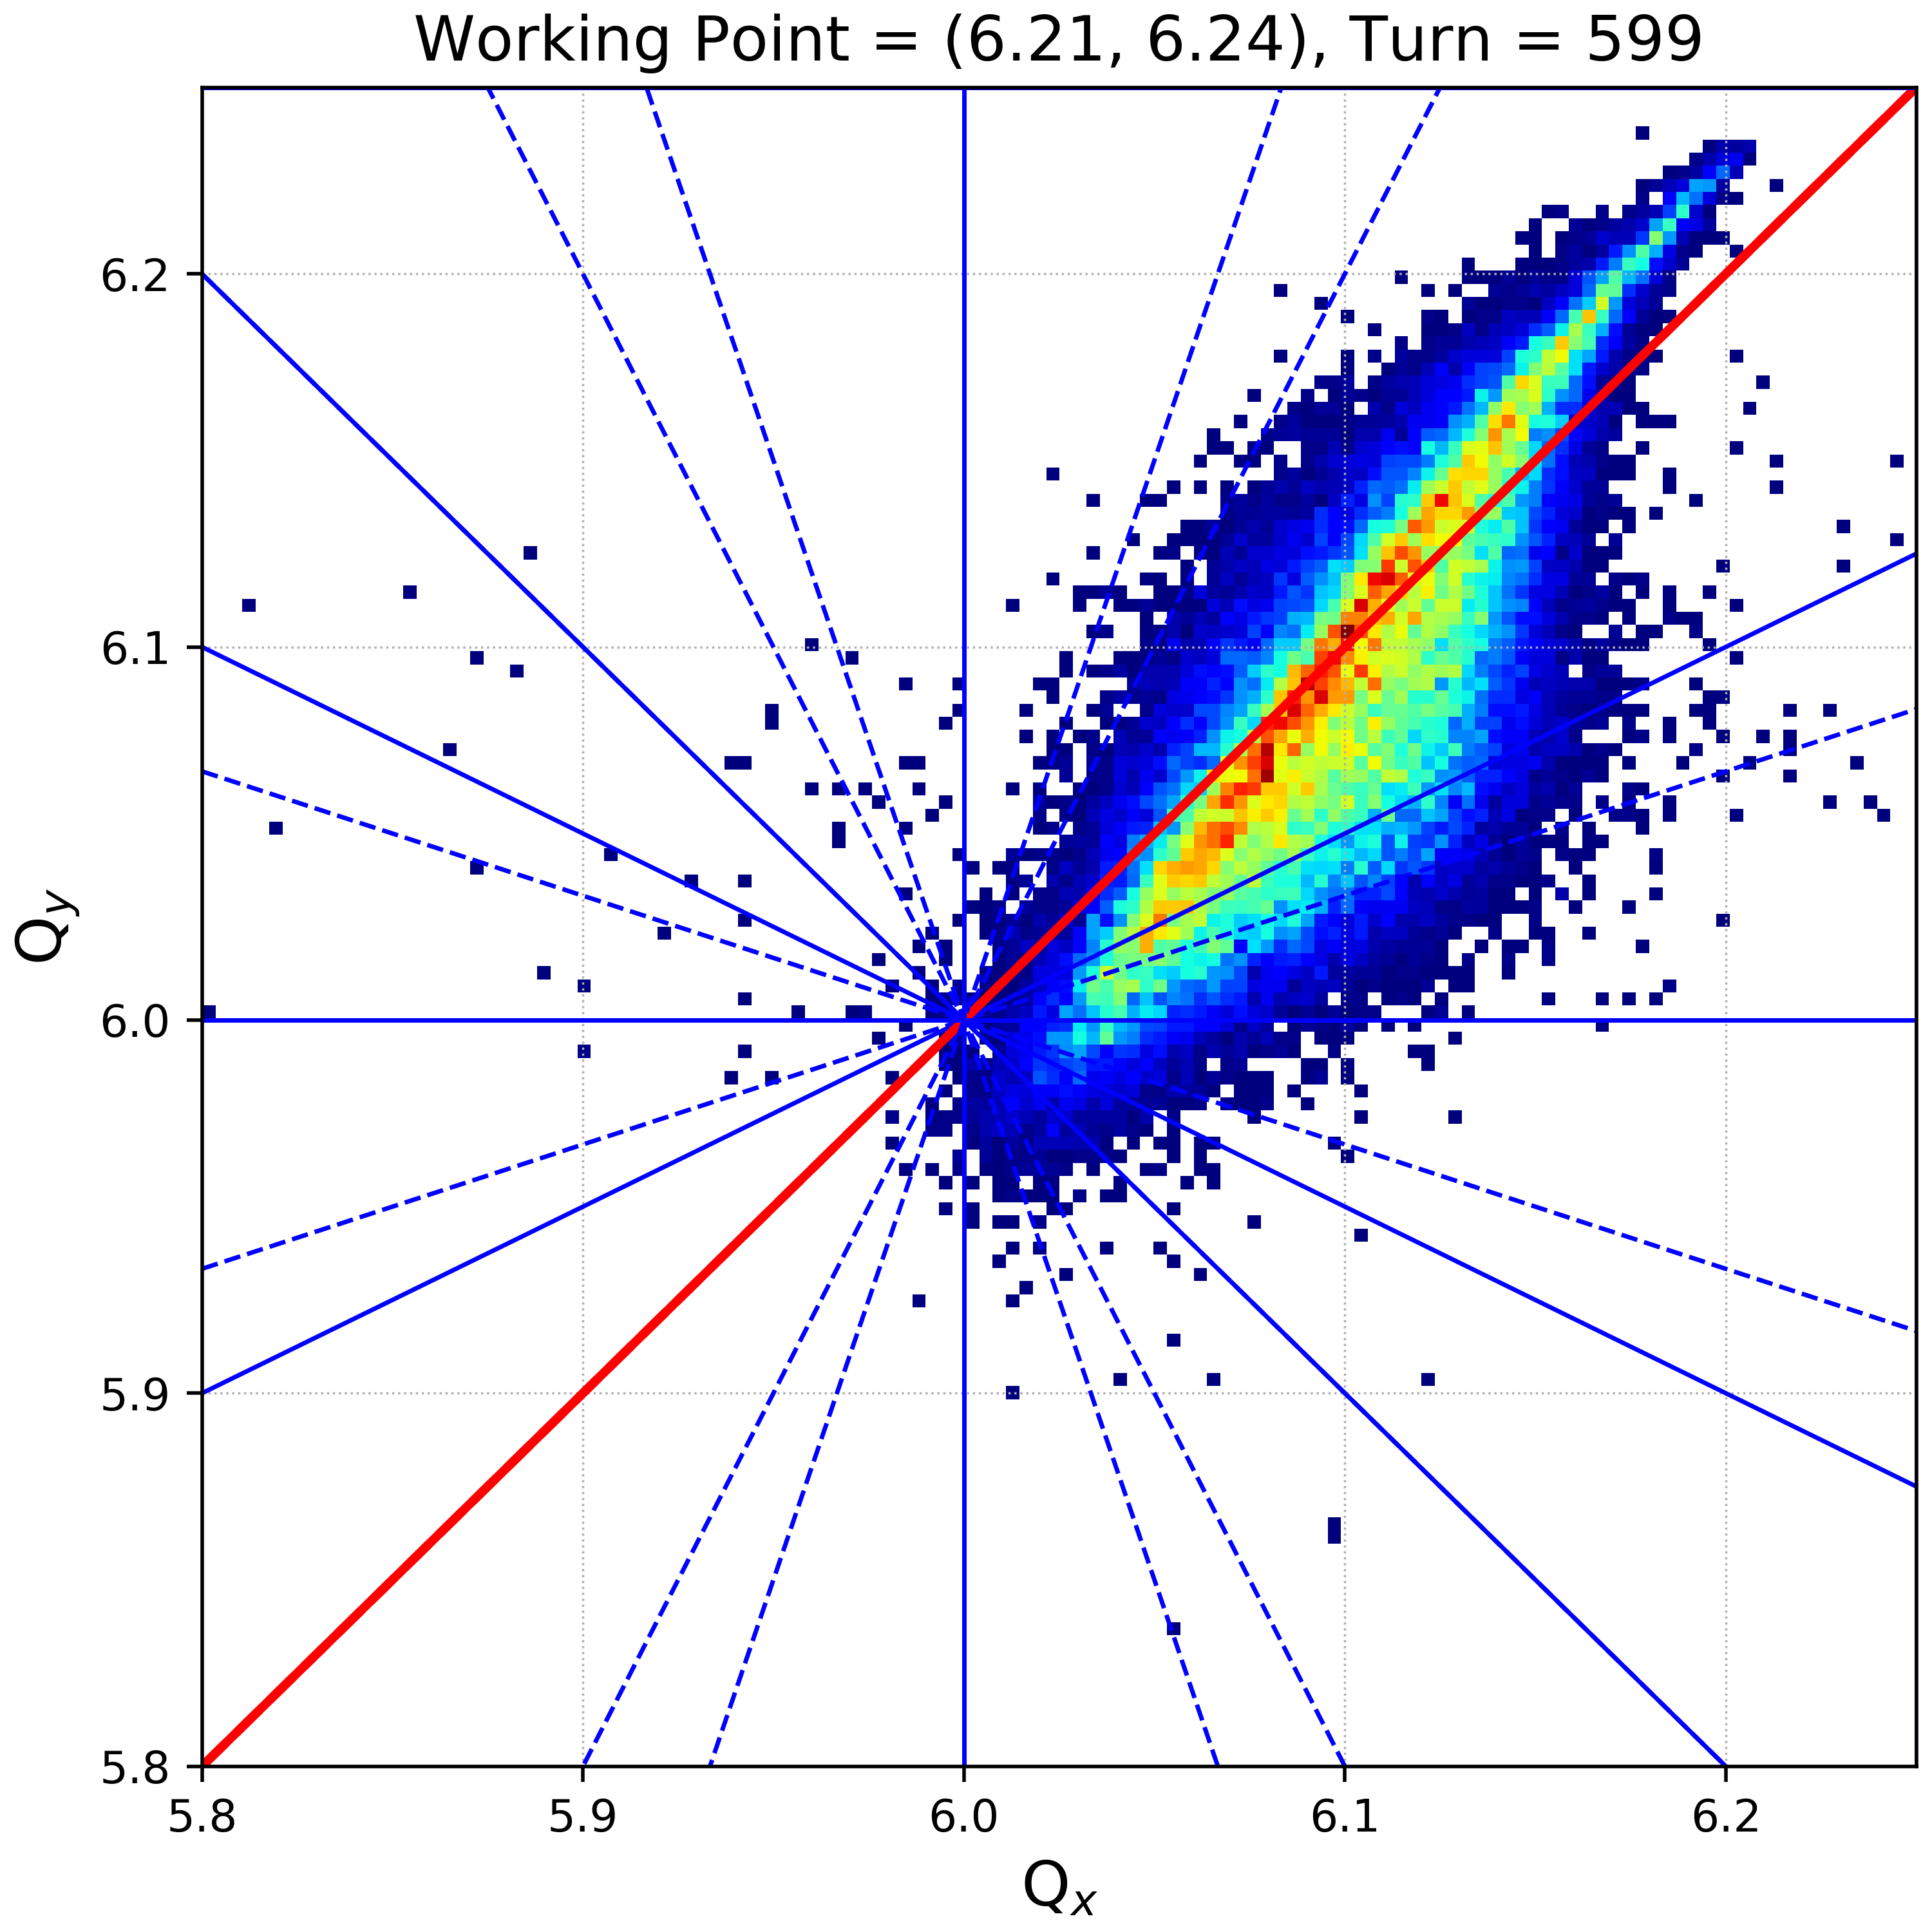 Working Point = (6.21, 6.24), Turn = 599
6.2
6.1
6.0
5.9
5.8
Qy
5.8 5.9 6.0 6.1 6.2
Qx